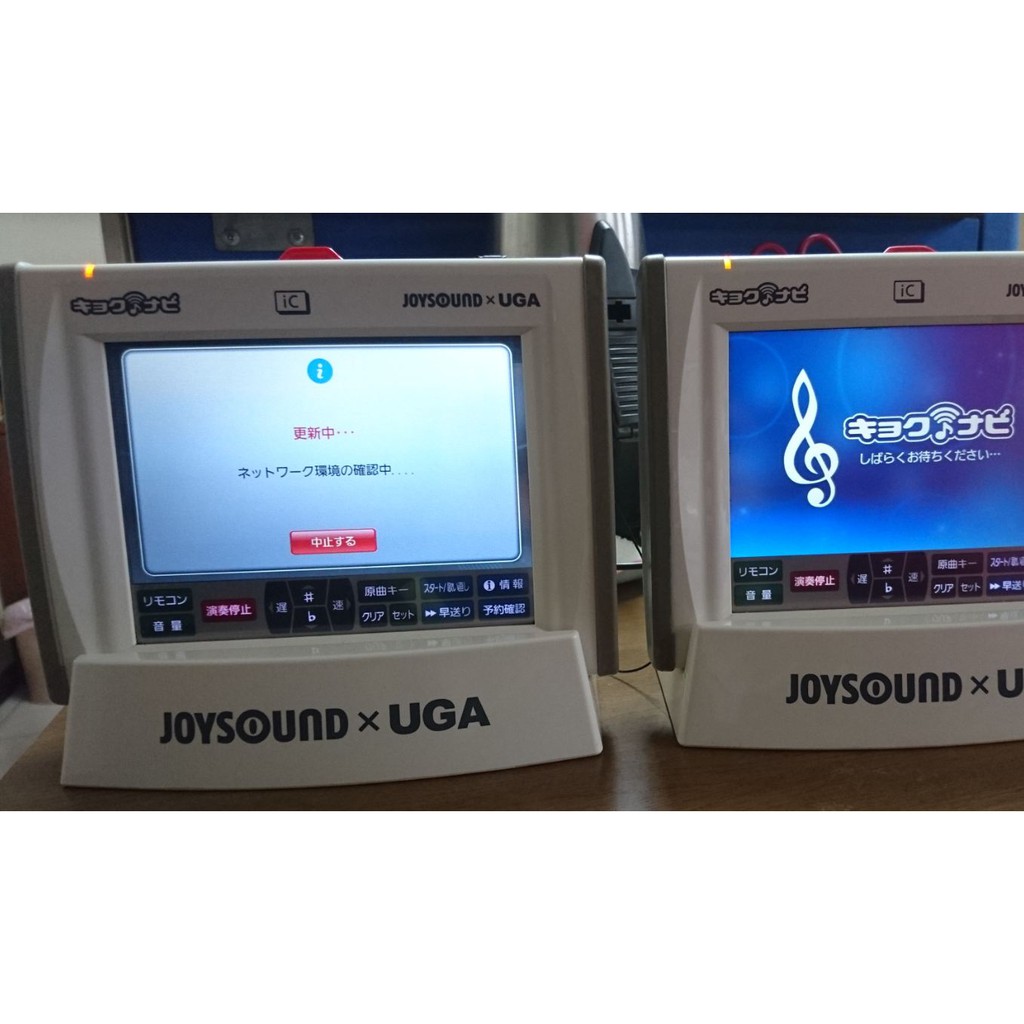 キョクナビ
iC
JOYSOUND×UGA
i
更新中・・・
ネットワーク環境の確認中....
中止する
リモコン
音量
演奏停止
遅
♯
♭
速
原曲キー
クリア
セット
スタート/歌い直し
早送り
情報
予約確認
JOYSOUND×UGA
キョクナビ
iC
キョクナビ
しばらくお待ちください…
リモコン
音量
演奏停止
遅
♯
♭
速
原曲キー
クリア
セット
早送り
JOYSOUND×U